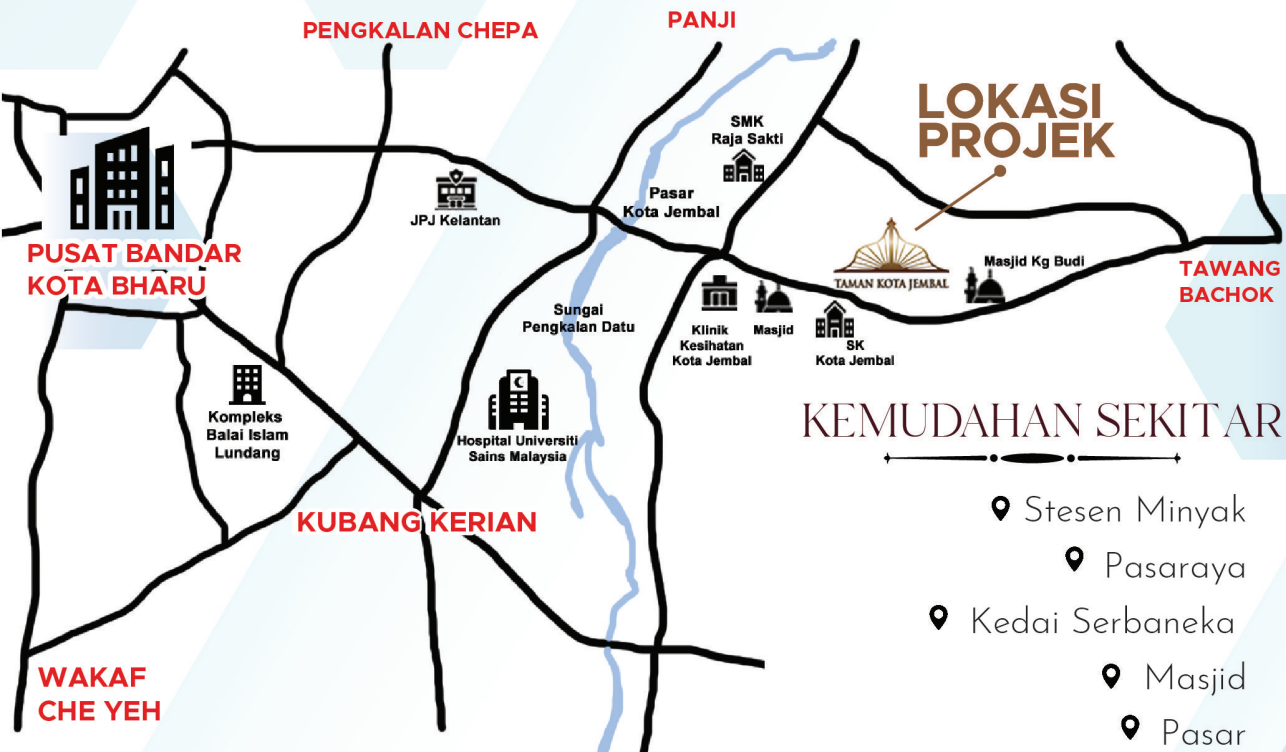 PENGKALAN CHEPA
PANJI
LOKASI
PROJEK
SMK
Raja Sakti
JPJ Kelantan
Pasar
Kota Jembal
PUSAT BANDAR
KOTA BHARU
TAMAN KOTA JEMBAL
Masjid Kg Budi
TAWANG
BACHOK
Sungai
Pengkalan Datu
Klinik
Kesihatan
Kota Jembal
Masjid
SK
Kota Jembal
Kompleks
Balai Islam
Lundang
Hospital Universiti
Sains Malaysia
KUBANG KERIAN
WAKAF
CHE YEH
KEMUDAHAN SEKITAR
Stesen Minyak
Pasaraya
Kedai Serbaneka
Masjid
Pasar